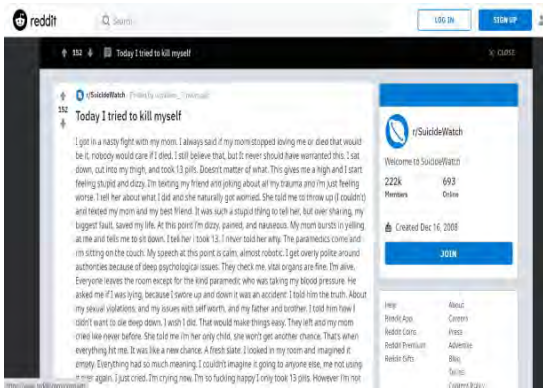 reddit
Search
LOG IN
SIGN UP
152
Today I tried to kill myself
CLOSE
r/SuicideWatch
152
Today I tried to kill myself
I got in a nasty fight with my mom. I always said if my mom stopped loving me or died that would
be it, nobody would care if I died. I still believe that, but It never should have warranted this. I sat
down, cut into my thigh, and took 13 pills. Doesn't matter of what. This gives me a high and I start
feeling stupid and dizzy. I'm texting my friend and joking about all my trauma and I'm just feeling
worse. I tell her about what I did and she naturally got worried. She told me to throw up (I couldn't)
and texted my mom and my best friend. It was such a stupid thing to tell her, but over sharing, my
biggest fault, saved my life. At this point I'm dizzy, pained, and nauseous. My mom bursts in yelling
at me and tells me to sit down. I tell her i took 13. I never told her why. The paramedics come and
i'm sitting on the couch. My speech at this point is calm, almost robotic. I get overly polite around
authorities because of deep psychological issues. They check me, vital organs are fine. I'm alive.
Everyone leaves the room except for the kind paramedic who was taking my blood pressure. He
asked me if I was lying, because I swore up and down it was an accident. I told him the truth. About
my sexual violations, and my issues with self worth, and my father and brother. I told him how I
didn't want to die deep down. I wish I did. That would make things easy. They left and my mom
cried like never before. She told me i'm her only child, she won't get another chance. That's when
everything hit me. It was like a new chance. A fresh slate. I looked in my room and imagined it
empty. Everything had so much meaning. I couldn't imagine it going to anyone else, me not using
it ever again. I just cried. I'm crying now. I'm so fucking happy I only took 13 pills. However I'm not
r/SuicideWatch
Welcome to SuicideWatch
222k
693
Members
Online
Created Dec 16, 2008
JOIN
Help
About
Reddit App
Careers
Reddit Coins
Press
Reddit Premium
Advertise
Reddit Gifts
Blog
Terms
Content Policy